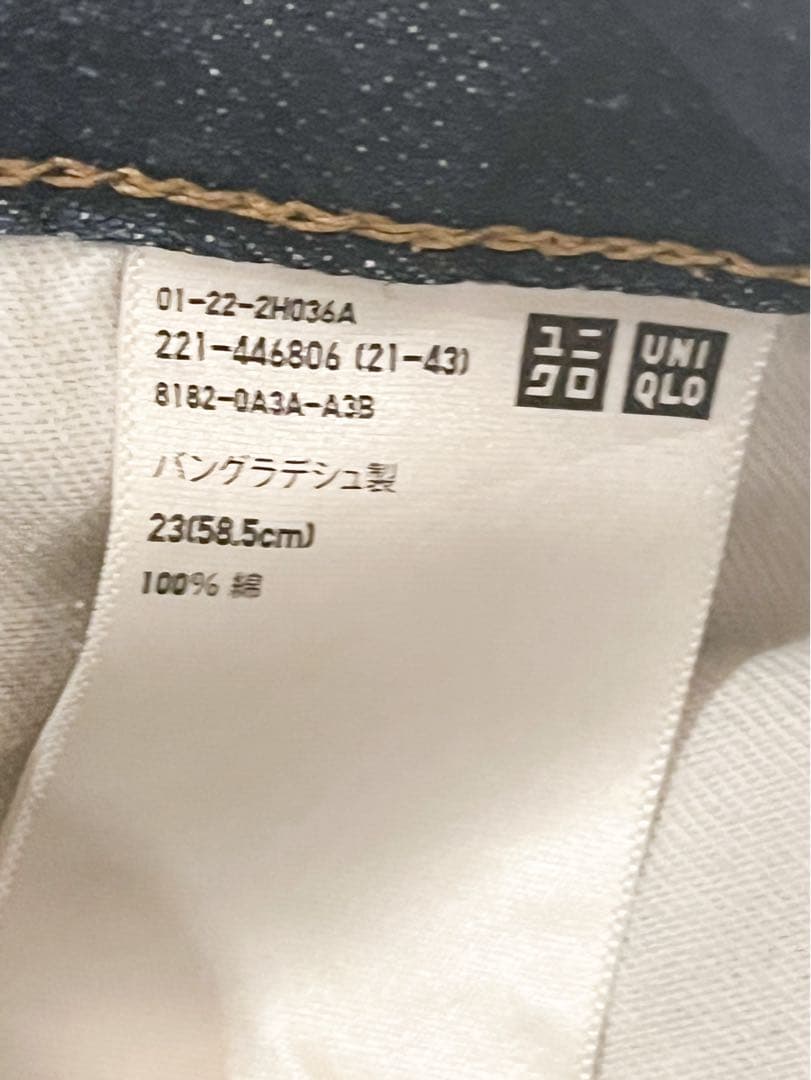 01-22-2H036A
221-446806 (21-43)
8182-0A3A-A3B
バングラデシュ製
23(58.5cm)
100% 綿
ユニ
クロ
UNI
QLO